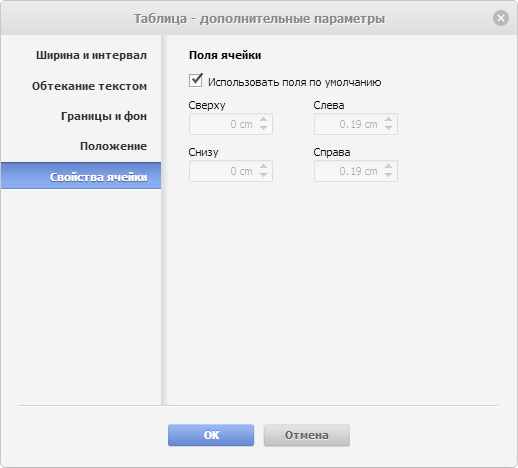 Таблица - дополнительные параметры
Ширина и интервал
Обтекание текстом
Границы и фон
Положение
Свойства ячейки
Поля ячейки
Использовать поля по умолчанию
Сверху Слева
0 cm 0.19 cm
Снизу Справа
0 cm 0.19 cm
OK Отмена